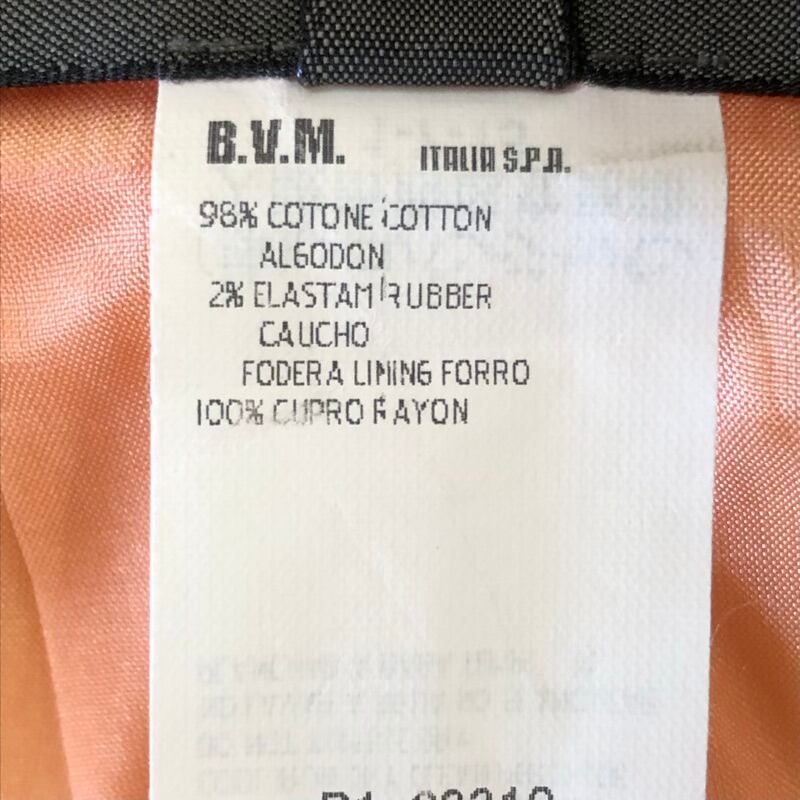 B.V.M. ITALIA S.P.A.
98% COTONE COTTON
ALGODON
2% ELASTAM RUBBER
CAUCHO
FODERA LINING FORRO
100% CUPRO RAYON